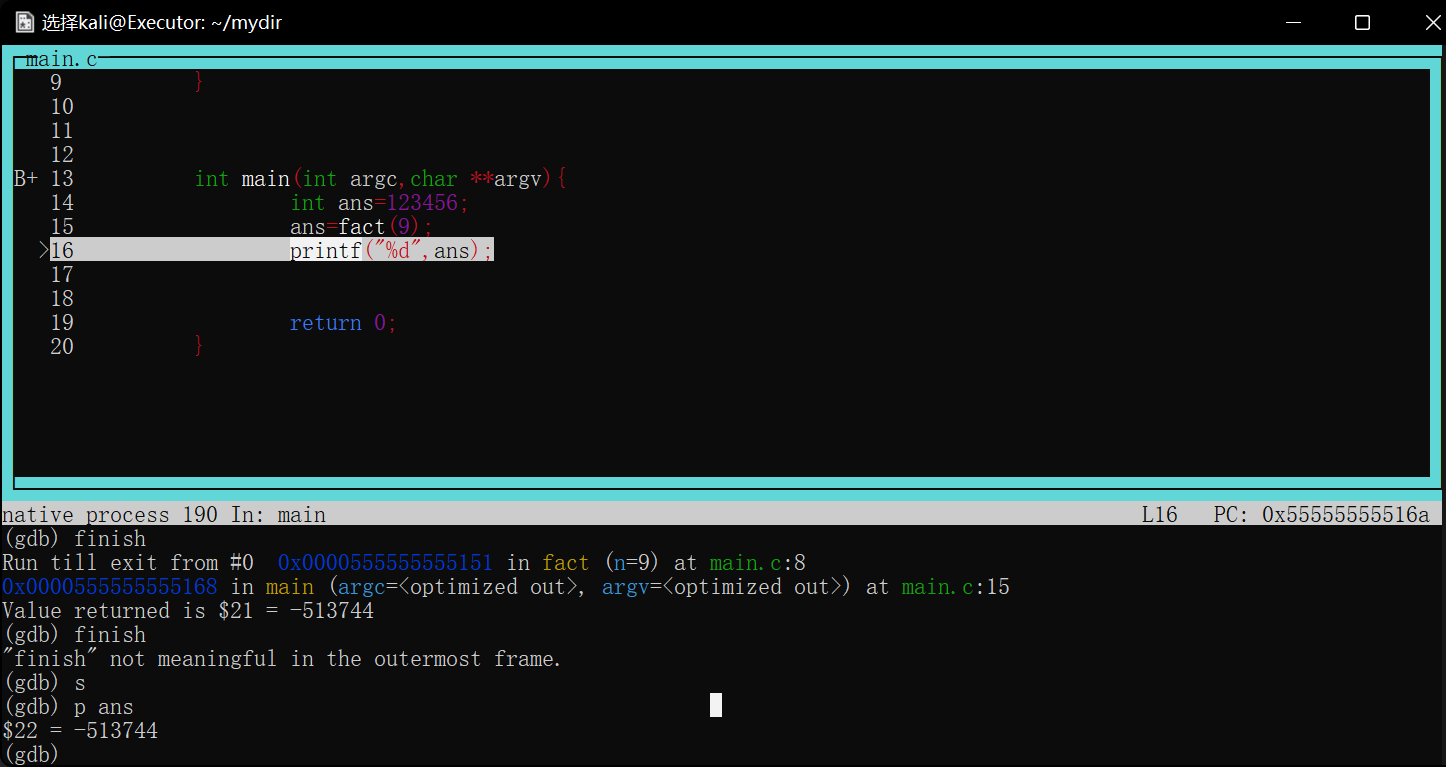 选择kali@Executor: ~/mydir
main.c
9 }
10
11
12
B+ 13 int main(int argc,char **argv){
14 int ans=123456;
15 ans=fact(9);
>16 printf("%d",ans);
17
18
19 return 0;
20 }
native process 190 In: main L16 PC: 0x55555555516a
(gdb) finish
Run till exit from #0 0x0000555555555151 in fact (n=9) at main.c:8
0x0000555555555168 in main (argc=<optimized out>, argv=<optimized out>) at main.c:15
Value returned is $21 = -513744
(gdb) finish
"finish" not meaningful in the outermost frame.
(gdb) s
(gdb) p ans
$22 = -513744
(gdb)